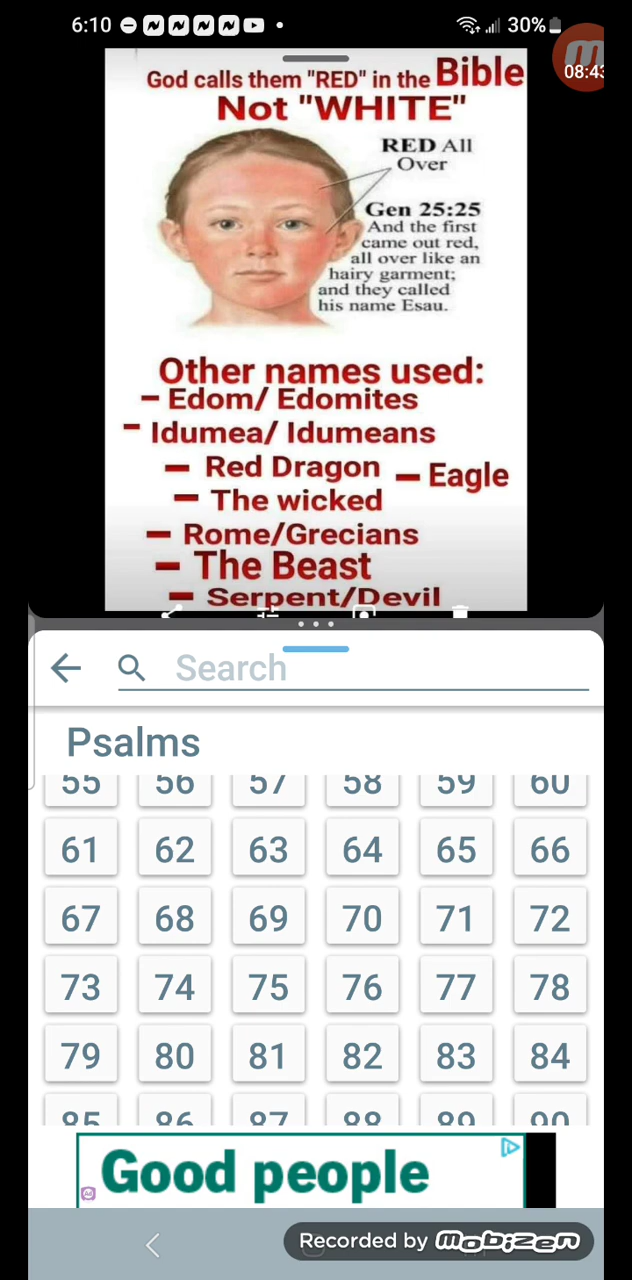 6:10
30%
08:43
God calls them "RED" in the Bible
Not "WHITE"
RED All
Over
Gen 25:25
And the first
came out red,
all over like an
hairy garment;
and they called
his name Esau.
Other names used:
– Edom/ Edomites
- Idumea/ Idumeans
– Red Dragon – Eagle
– The wicked
– Rome/Grecians
– The Beast
– Serpent/Devil
Search
Psalms
55 56 57 58 59 60
61 62 63 64 65 66
67 68 69 70 71 72
73 74 75 76 77 78
79 80 81 82 83 84
85 86 87 88 89 90
Good people
Ad
Recorded by mobizen